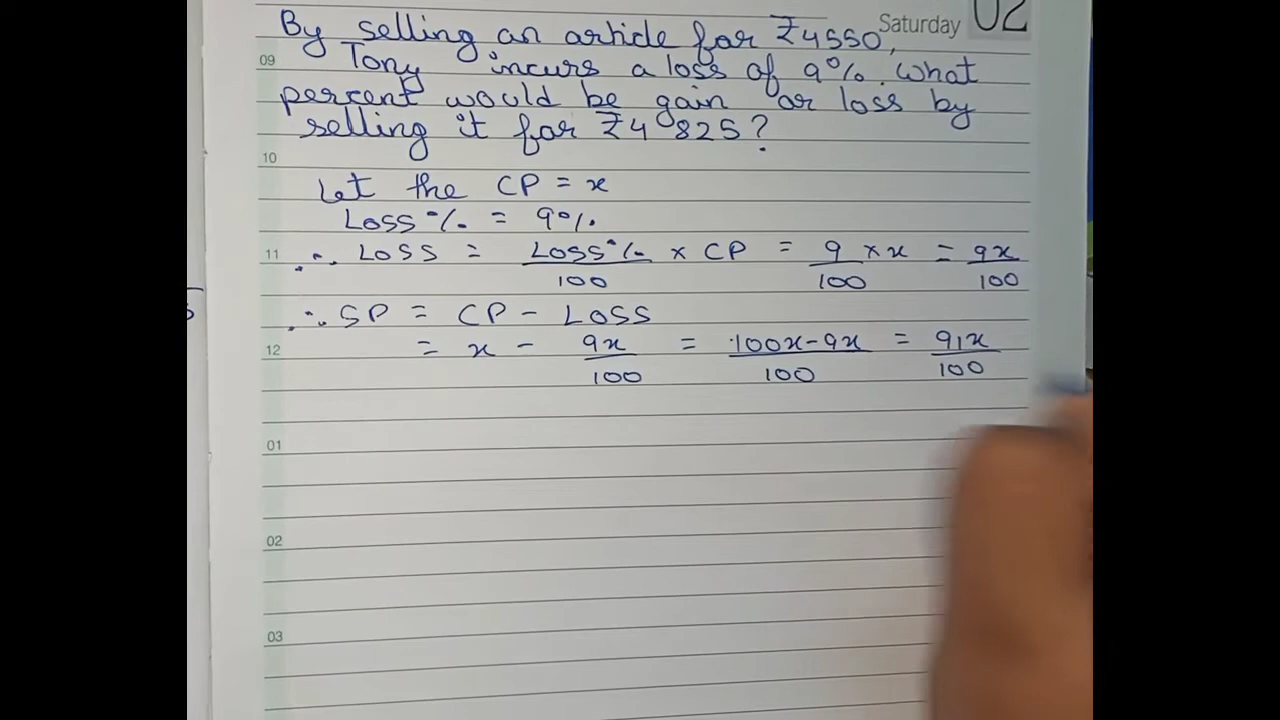 Saturday 02
By selling an article for ₹4550,
09
Tony incurs a loss of 9%. What
percent would be gain or loss by
selling it for ₹4825?
10
Let the CP = x
Loss% = 9%.
11
∴ LOSS = Loss%/100 × CP = 9/100 × x = 9x/100
∴ SP = CP - LOSS
12
= x - 9x/100 = 100x-9x/100 = 91x/100
01
02
03